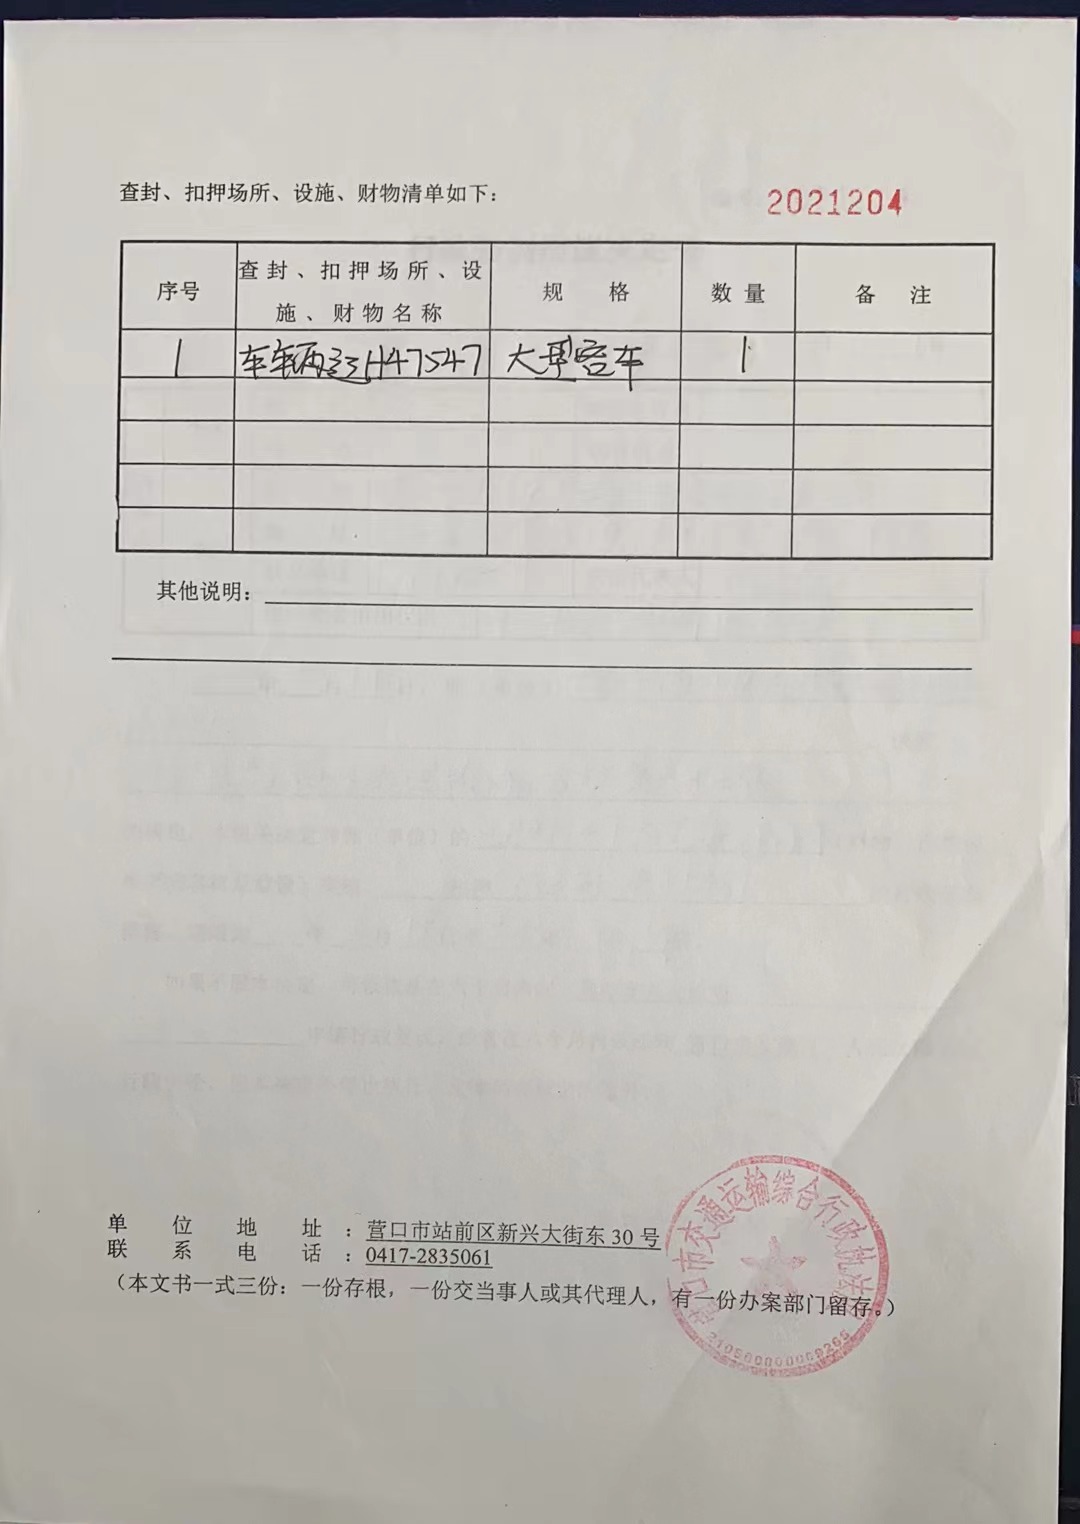 查封、扣押场所、设施、财物清单如下：
2021204
序号 查封、扣押场所、设施、财物名称 规 格 数 量 备 注
1 车辆辽H47547 大型客车 1
其他说明：
单位地址：营口市站前区新兴大街东 30 号
联系电话：0417-2835061
（本文书一式三份：一份存根，一份交当事人或其代理人，有一份办案部门留存。）
口市交通运输综合行政执法